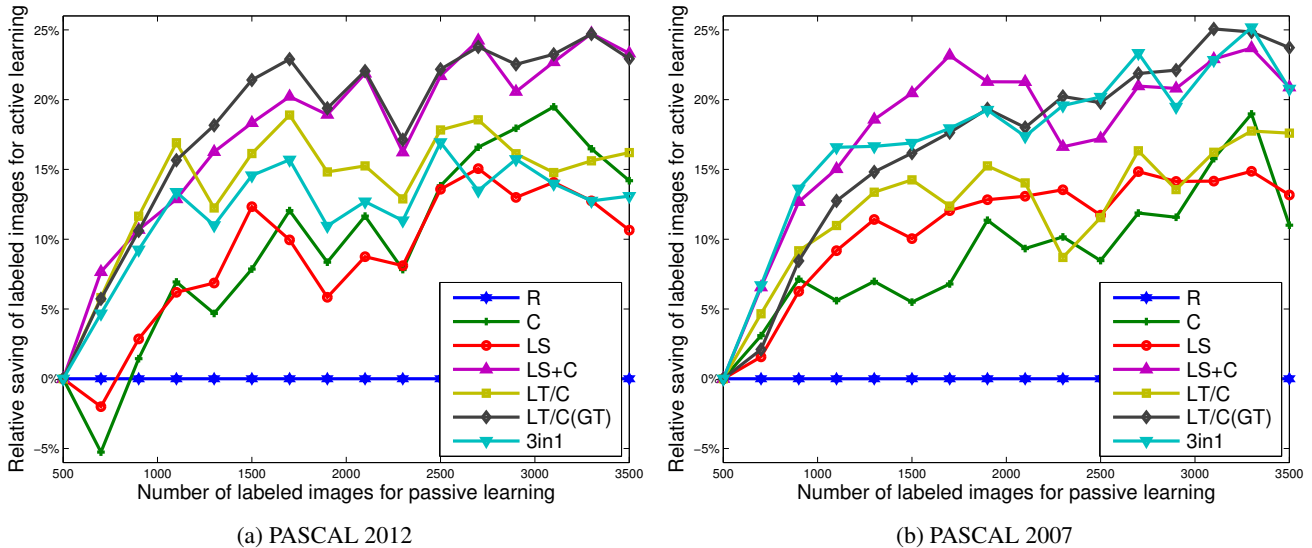 Relative saving of labeled images for active learning
25%
20%
15%
10%
5%
0%
−5%
500
1000
1500
2000
2500
3000
3500
Number of labeled images for passive learning
R
C
LS
LS+C
LT/C
LT/C(GT)
3in1
(a) PASCAL 2012
Relative saving of labeled images for active learning
25%
20%
15%
10%
5%
0%
−5%
500
1000
1500
2000
2500
3000
3500
Number of labeled images for passive learning
R
C
LS
LS+C
LT/C
LT/C(GT)
3in1
(b) PASCAL 2007